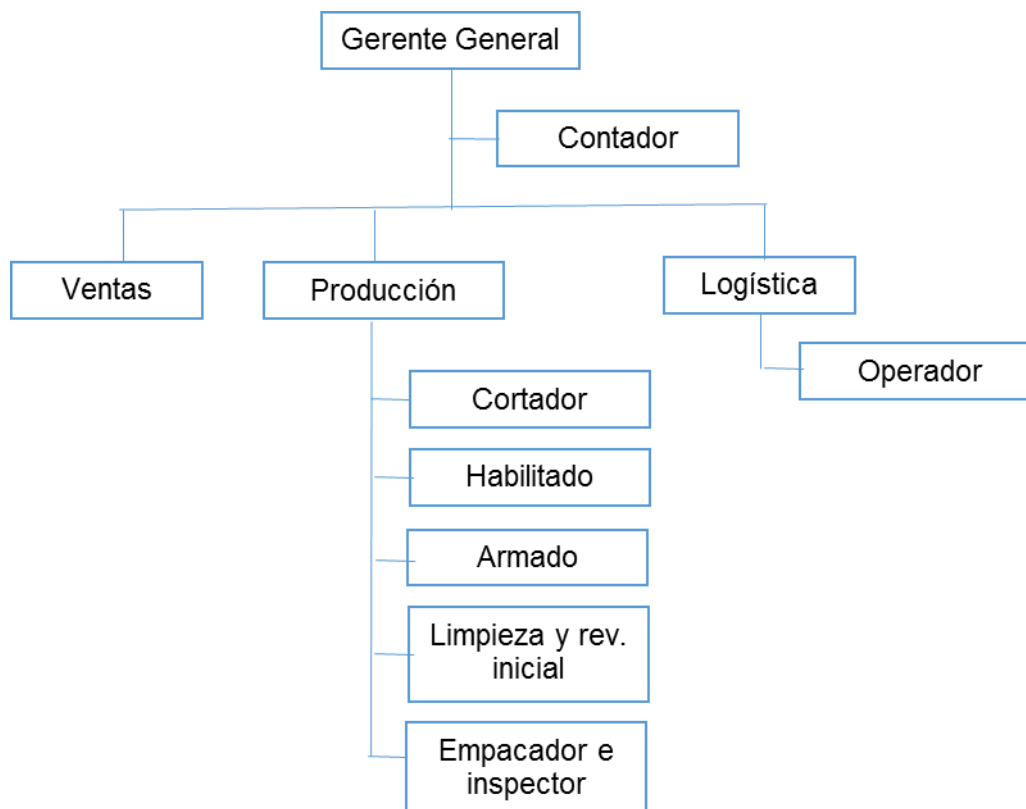 Gerente General
Contador
Ventas
Producción
Logística
Operador
Cortador
Habilitado
Armado
Limpieza y rev.
inicial
Empacador e
inspector